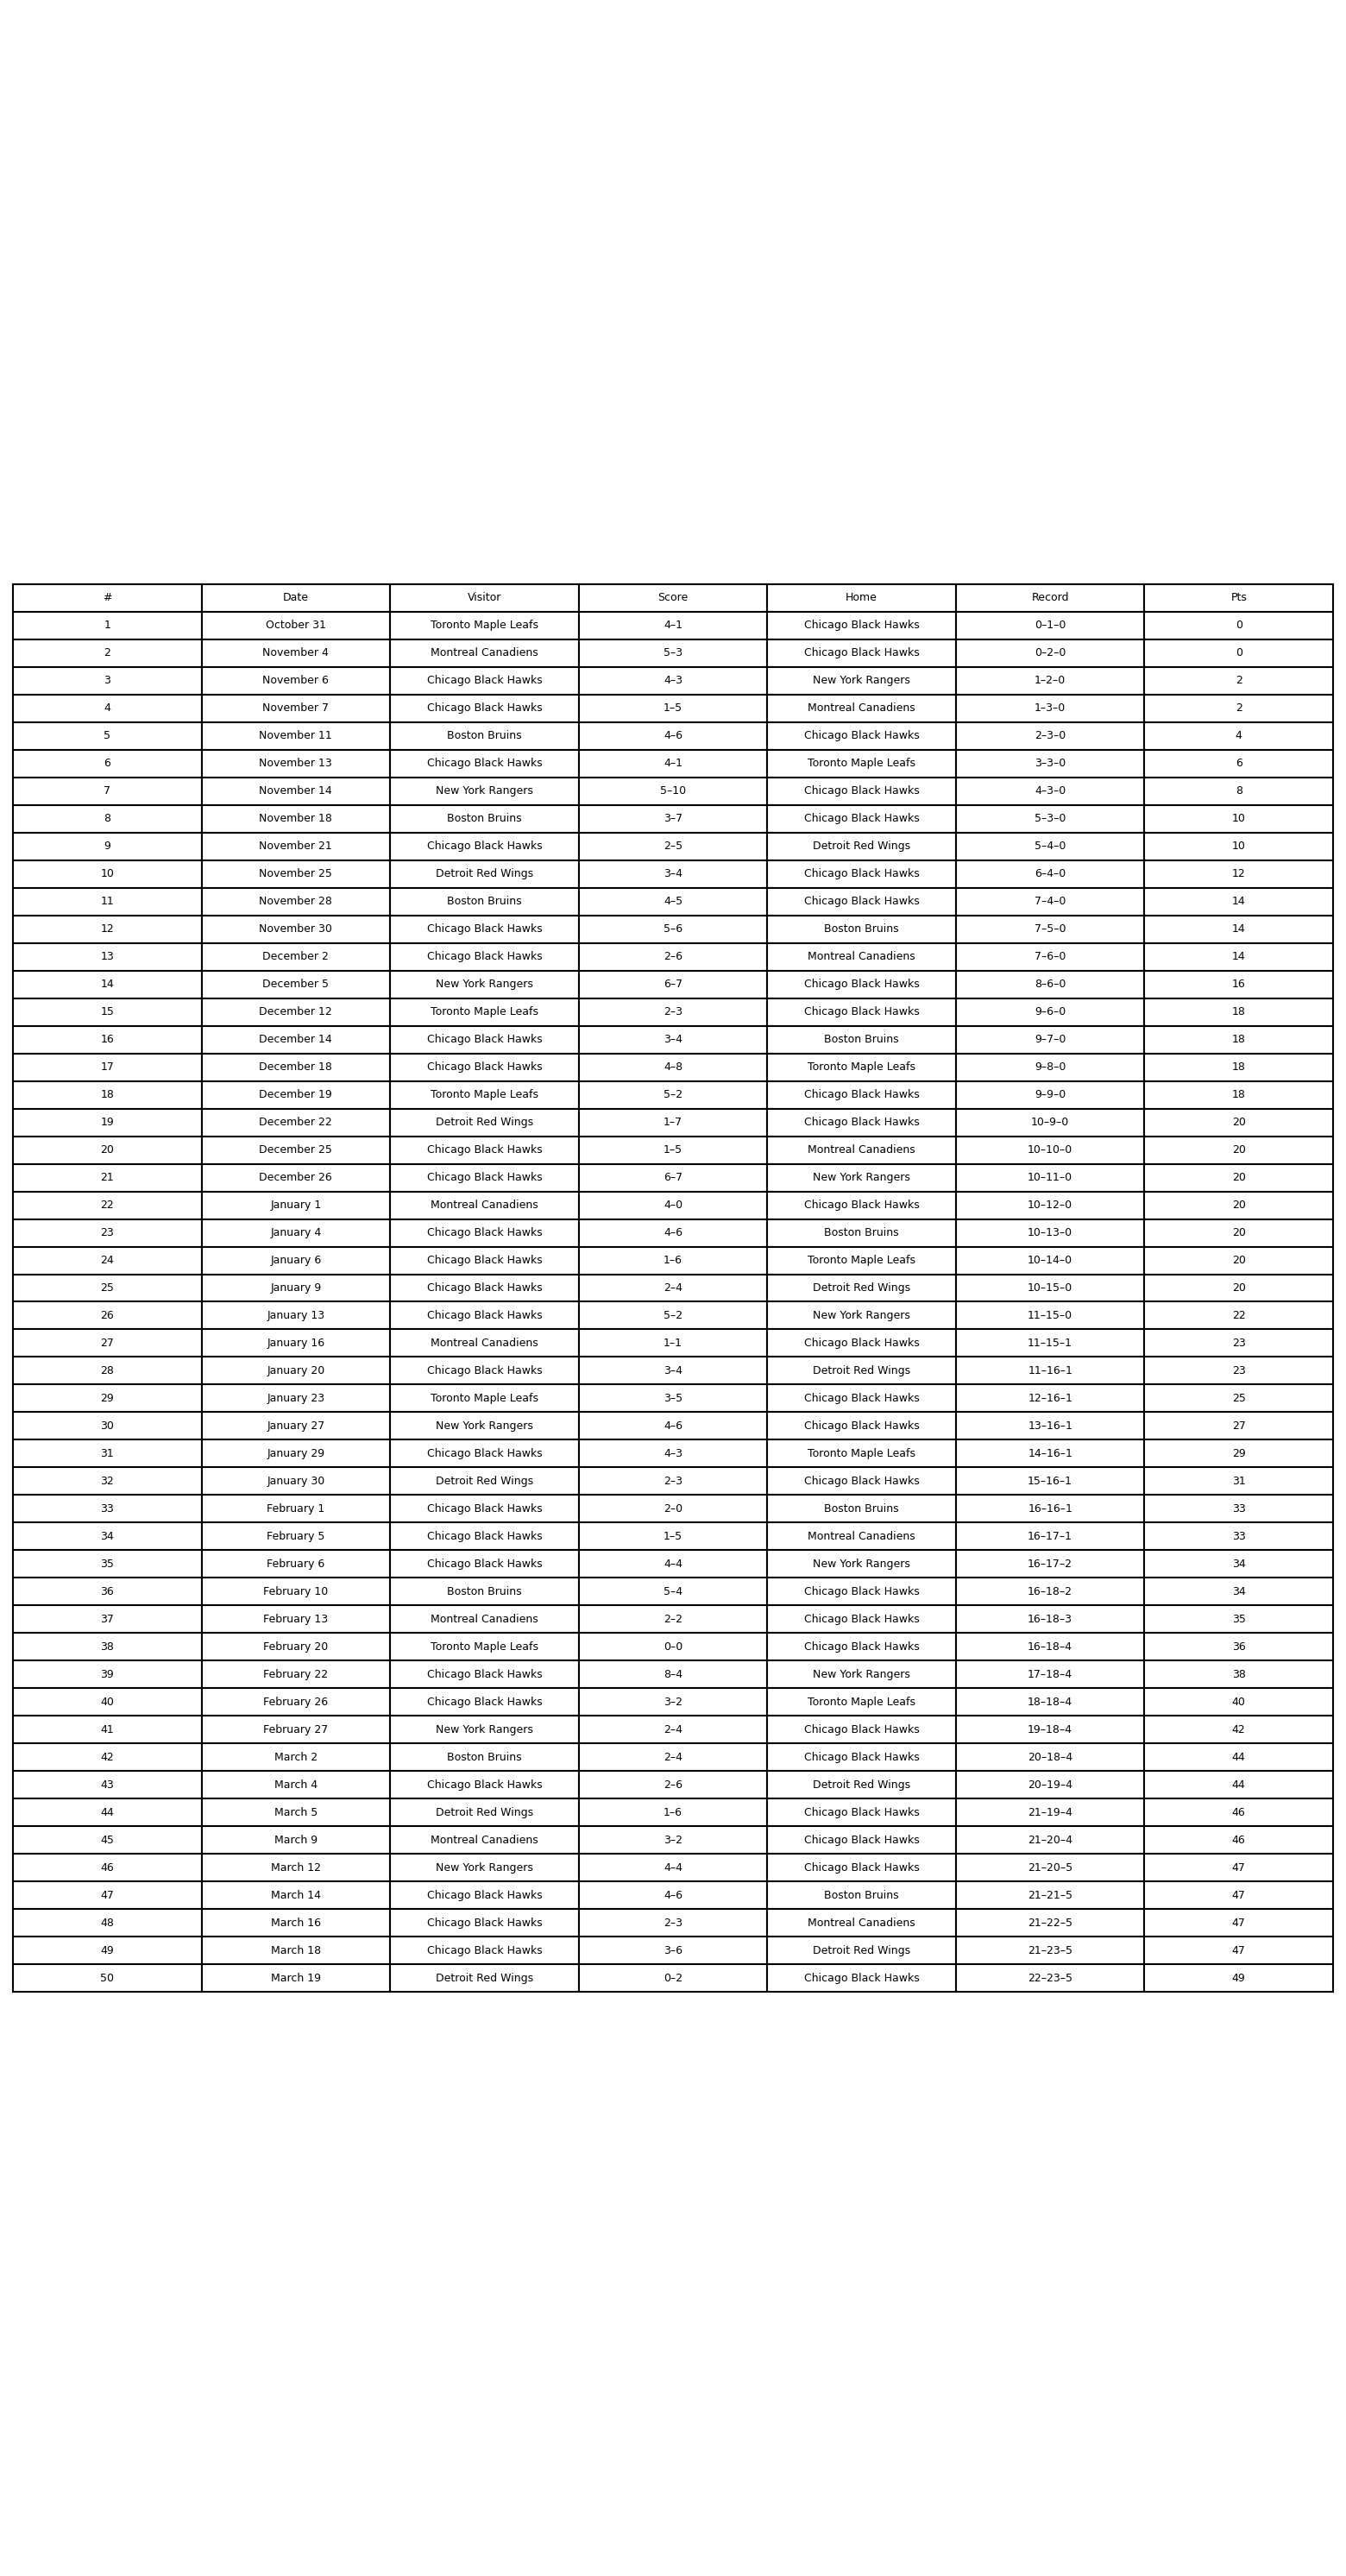 # Date Visitor Score Home Record Pts
1 October 31 Toronto Maple Leafs 4–1 Chicago Black Hawks 0–1–0 0
2 November 4 Montreal Canadiens 5–3 Chicago Black Hawks 0–2–0 0
3 November 6 Chicago Black Hawks 4–3 New York Rangers 1–2–0 2
4 November 7 Chicago Black Hawks 1–5 Montreal Canadiens 1–3–0 2
5 November 11 Boston Bruins 4–6 Chicago Black Hawks 2–3–0 4
6 November 13 Chicago Black Hawks 4–1 Toronto Maple Leafs 3–3–0 6
7 November 14 New York Rangers 5–10 Chicago Black Hawks 4–3–0 8
8 November 18 Boston Bruins 3–7 Chicago Black Hawks 5–3–0 10
9 November 21 Chicago Black Hawks 2–5 Detroit Red Wings 5–4–0 10
10 November 25 Detroit Red Wings 3–4 Chicago Black Hawks 6–4–0 12
11 November 28 Boston Bruins 4–5 Chicago Black Hawks 7–4–0 14
12 November 30 Chicago Black Hawks 5–6 Boston Bruins 7–5–0 14
13 December 2 Chicago Black Hawks 2–6 Montreal Canadiens 7–6–0 14
14 December 5 New York Rangers 6–7 Chicago Black Hawks 8–6–0 16
15 December 12 Toronto Maple Leafs 2–3 Chicago Black Hawks 9–6–0 18
16 December 14 Chicago Black Hawks 3–4 Boston Bruins 9–7–0 18
17 December 18 Chicago Black Hawks 4–8 Toronto Maple Leafs 9–8–0 18
18 December 19 Toronto Maple Leafs 5–2 Chicago Black Hawks 9–9–0 18
19 December 22 Detroit Red Wings 1–7 Chicago Black Hawks 10–9–0 20
20 December 25 Chicago Black Hawks 1–5 Montreal Canadiens 10–10–0 20
21 December 26 Chicago Black Hawks 6–7 New York Rangers 10–11–0 20
22 January 1 Montreal Canadiens 4–0 Chicago Black Hawks 10–12–0 20
23 January 4 Chicago Black Hawks 4–6 Boston Bruins 10–13–0 20
24 January 6 Chicago Black Hawks 1–6 Toronto Maple Leafs 10–14–0 20
25 January 9 Chicago Black Hawks 2–4 Detroit Red Wings 10–15–0 20
26 January 13 Chicago Black Hawks 5–2 New York Rangers 11–15–0 22
27 January 16 Montreal Canadiens 1–1 Chicago Black Hawks 11–15–1 23
28 January 20 Chicago Black Hawks 3–4 Detroit Red Wings 11–16–1 23
29 January 23 Toronto Maple Leafs 3–5 Chicago Black Hawks 12–16–1 25
30 January 27 New York Rangers 4–6 Chicago Black Hawks 13–16–1 27
31 January 29 Chicago Black Hawks 4–3 Toronto Maple Leafs 14–16–1 29
32 January 30 Detroit Red Wings 2–3 Chicago Black Hawks 15–16–1 31
33 February 1 Chicago Black Hawks 2–0 Boston Bruins 16–16–1 33
34 February 5 Chicago Black Hawks 1–5 Montreal Canadiens 16–17–1 33
35 February 6 Chicago Black Hawks 4–4 New York Rangers 16–17–2 34
36 February 10 Boston Bruins 5–4 Chicago Black Hawks 16–18–2 34
37 February 13 Montreal Canadiens 2–2 Chicago Black Hawks 16–18–3 35
38 February 20 Toronto Maple Leafs 0–0 Chicago Black Hawks 16–18–4 36
39 February 22 Chicago Black Hawks 8–4 New York Rangers 17–18–4 38
40 February 26 Chicago Black Hawks 3–2 Toronto Maple Leafs 18–18–4 40
41 February 27 New York Rangers 2–4 Chicago Black Hawks 19–18–4 42
42 March 2 Boston Bruins 2–4 Chicago Black Hawks 20–18–4 44
43 March 4 Chicago Black Hawks 2–6 Detroit Red Wings 20–19–4 44
44 March 5 Detroit Red Wings 1–6 Chicago Black Hawks 21–19–4 46
45 March 9 Montreal Canadiens 3–2 Chicago Black Hawks 21–20–4 46
46 March 12 New York Rangers 4–4 Chicago Black Hawks 21–20–5 47
47 March 14 Chicago Black Hawks 4–6 Boston Bruins 21–21–5 47
48 March 16 Chicago Black Hawks 2–3 Montreal Canadiens 21–22–5 47
49 March 18 Chicago Black Hawks 3–6 Detroit Red Wings 21–23–5 47
50 March 19 Detroit Red Wings 0–2 Chicago Black Hawks 22–23–5 49